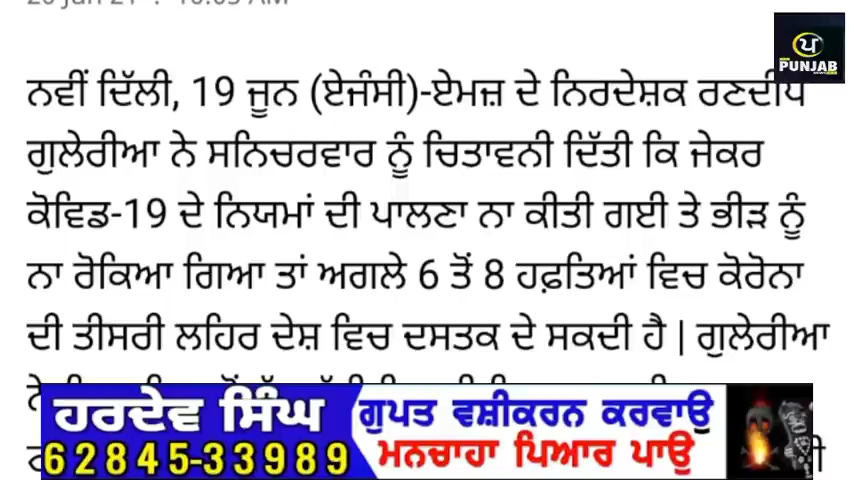 PUNJAB
ਨਵੀਂ ਦਿੱਲੀ, 19 ਜੂਨ (ਏਜੰਸੀ)-ਏਮਜ਼ ਦੇ ਨਿਰਦੇਸ਼ਕ ਰਣਦੀਪ
ਗੁਲੇਰੀਆ ਨੇ ਸਨਿਚਰਵਾਰ ਨੂੰ ਚਿਤਾਵਨੀ ਦਿੱਤੀ ਕਿ ਜੇਕਰ
ਕੋਵਿਡ-19 ਦੇ ਨਿਯਮਾਂ ਦੀ ਪਾਲਣਾ ਨਾ ਕੀਤੀ ਗਈ ਤੇ ਭੀੜ ਨੂੰ
ਨਾ ਰੋਕਿਆ ਗਿਆ ਤਾਂ ਅਗਲੇ 6 ਤੋਂ 8 ਹਫ਼ਤਿਆਂ ਵਿਚ ਕੋਰੋਨਾ
ਦੀ ਤੀਸਰੀ ਲਹਿਰ ਦੇਸ਼ ਵਿਚ ਦਸਤਕ ਦੇ ਸਕਦੀ ਹੈ | ਗੁਲੇਰੀਆ
ਹਰਦੇਵ ਸਿੰਘ
62845-33989
ਗੁਪਤ ਵਸ਼ੀਕਰਨ ਕਰਵਾਉ
ਮਨਚਾਹਾ ਪਿਆਰ ਪਾਉ